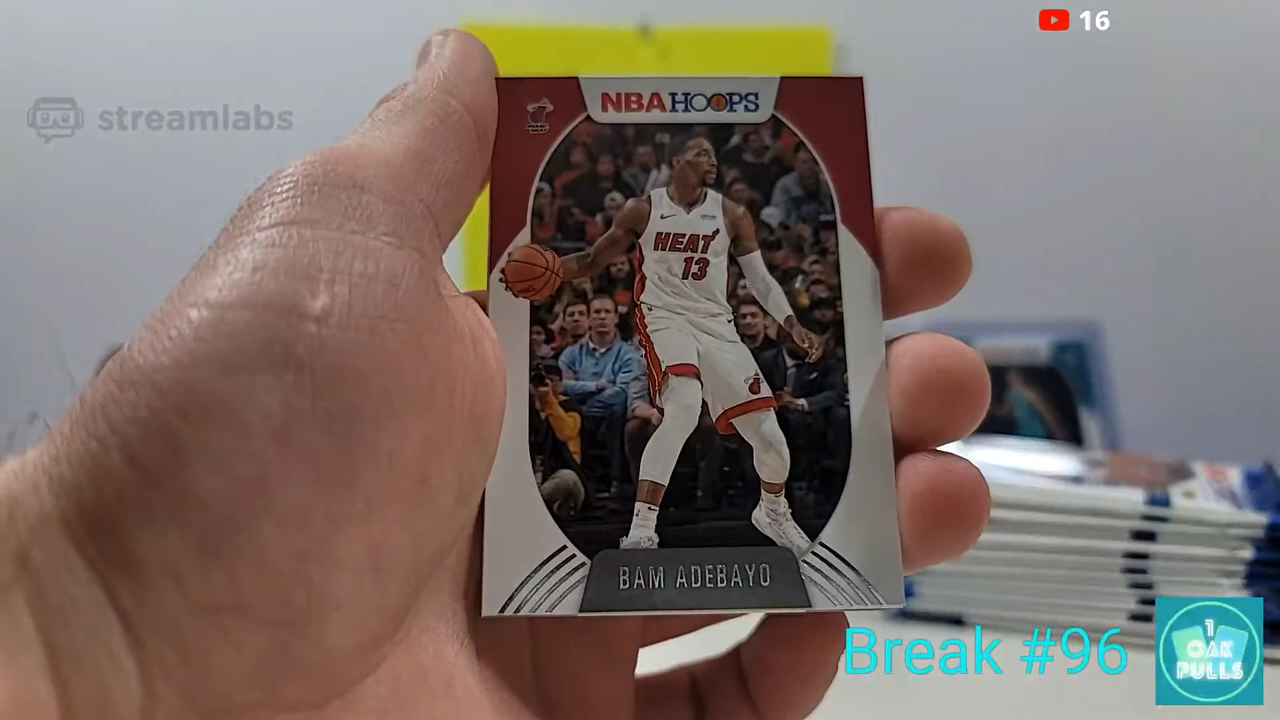 16
streamlabs
NBA HOOPS
HEAT
13
BAM ADEBAYO
Break #96
1
OAK
PULLS